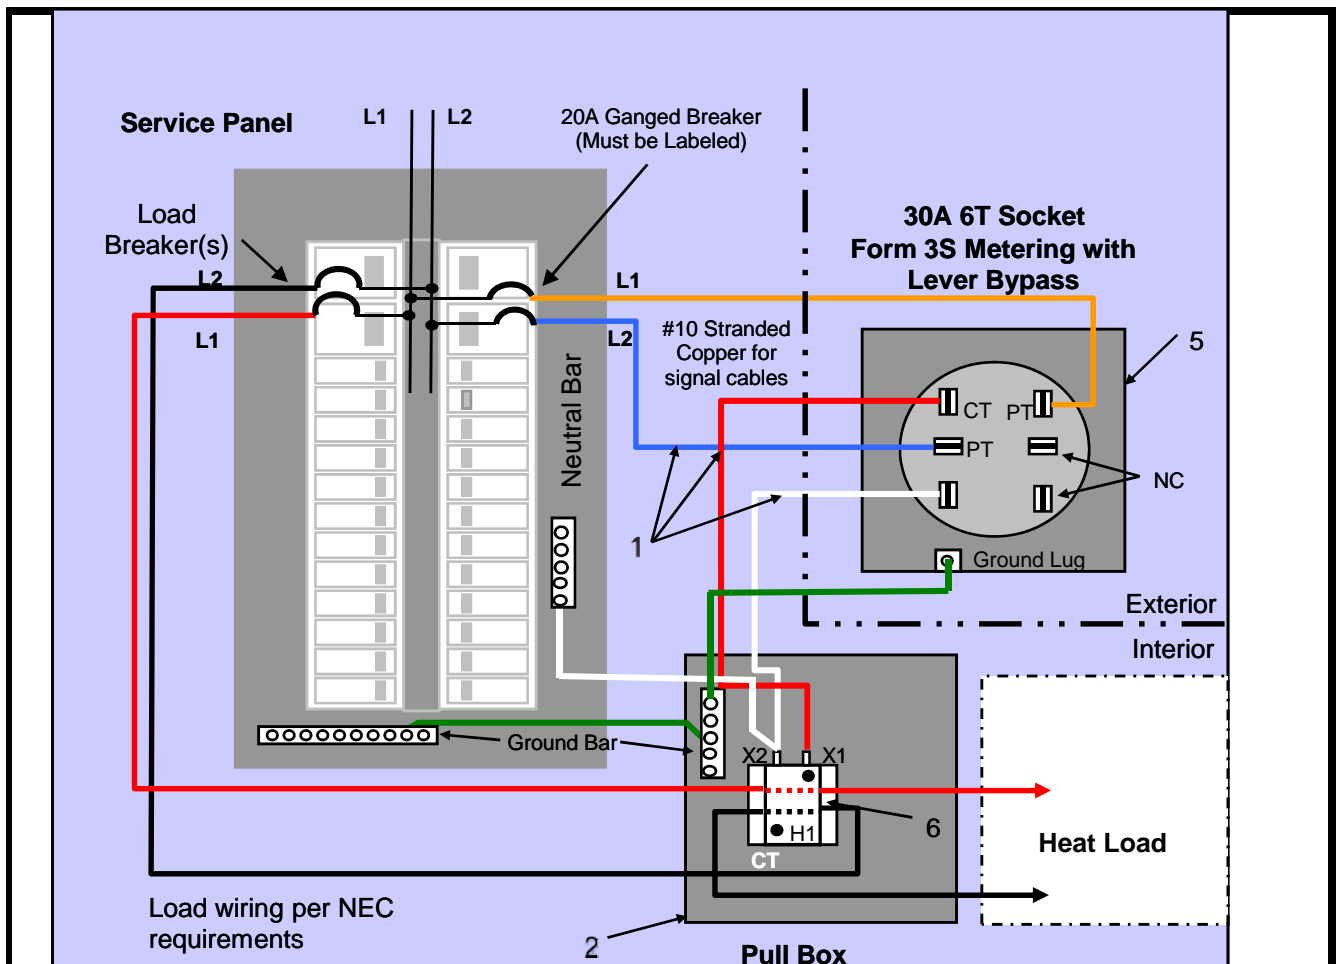 Service Panel
L1
L2
20A Ganged Breaker
(Must be Labeled)
Load
Breaker(s)
30A 6T Socket
Form 3S Metering with
Lever Bypass
L2
L1
L1
L2
#10 Stranded
Copper for
signal cables
5
Neutral Bar
CT
PT
PT
NC
1
Ground Lug
Exterior
Interior
Ground Bar
X2
X1
H1
6
CT
Heat Load
Load wiring per NEC
requirements
2
Pull Box